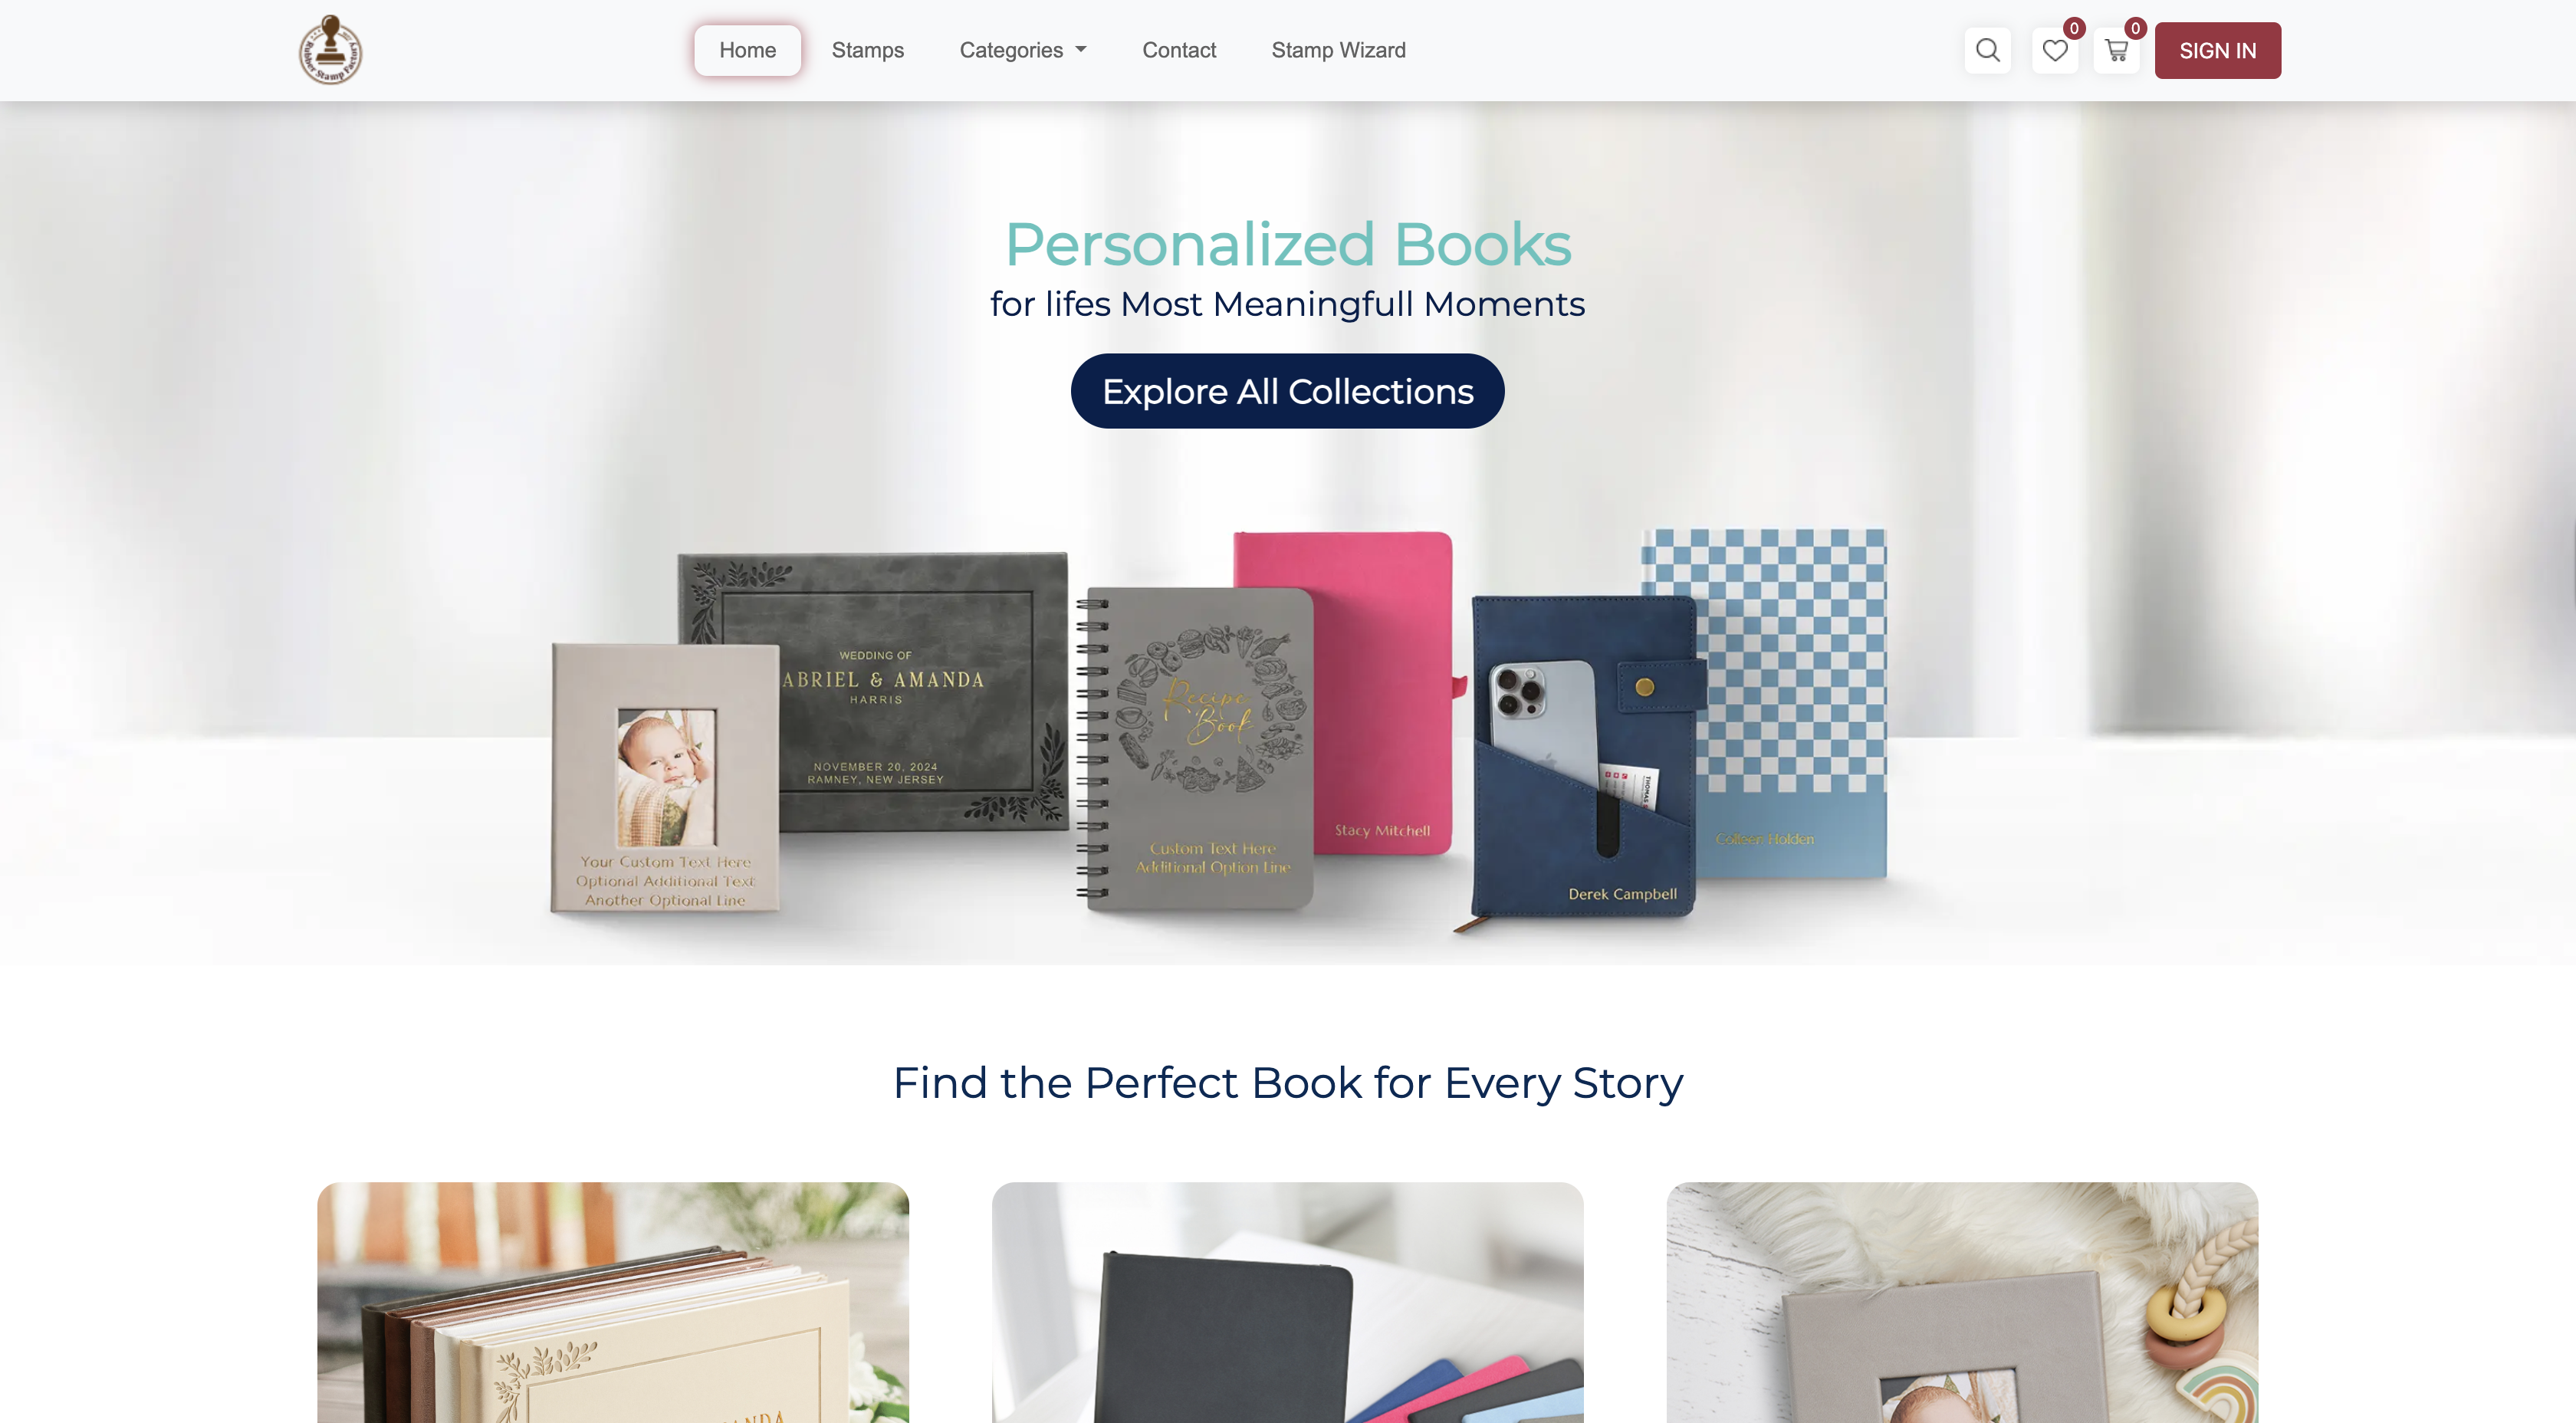 Rubber Stamp Factory
Home
Stamps
Categories
Contact
Stamp Wizard
0
0
SIGN IN
Personalized Books
for lifes Most Meaningfull Moments
Explore All Collections
WEDDING OF
ABRIEL & AMANDA
HARRIS
NOVEMBER 20, 2024
RAMNEY, NEW JERSEY
Your Custom Text Here
Optional Additional Text
Another Optional Line
Recipe
Book
Custom Text Here
Additional Option Line
Stacy Mitchell
THOMAS
Derek Campbell
Colleen Holden
Find the Perfect Book for Every Story
NDA